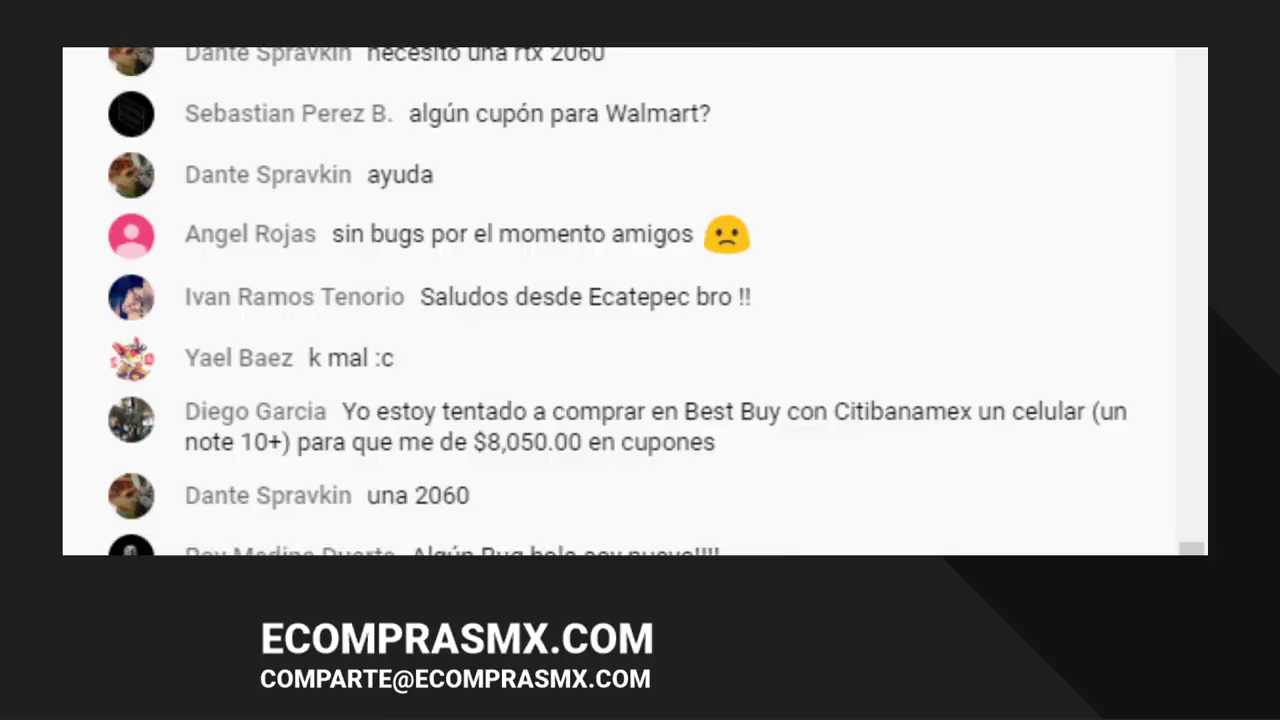 Dante Spravkin necesito una rtx 2060
Sebastian Perez B. algún cupón para Walmart?
Dante Spravkin ayuda
Angel Rojas sin bugs por el momento amigos
Ivan Ramos Tenorio Saludos desde Ecatepec bro !!
Yael Baez k mal :c
Diego Garcia Yo estoy tentado a comprar en Best Buy con Citibanamex un celular (un
note 10+) para que me de $8,050.00 en cupones
Dante Spravkin una 2060
Medina Duarte Algún Bug hola soy nuevo!!!!!
ECOMPRASMX.COM
COMPARTE@ECOMPRASMX.COM